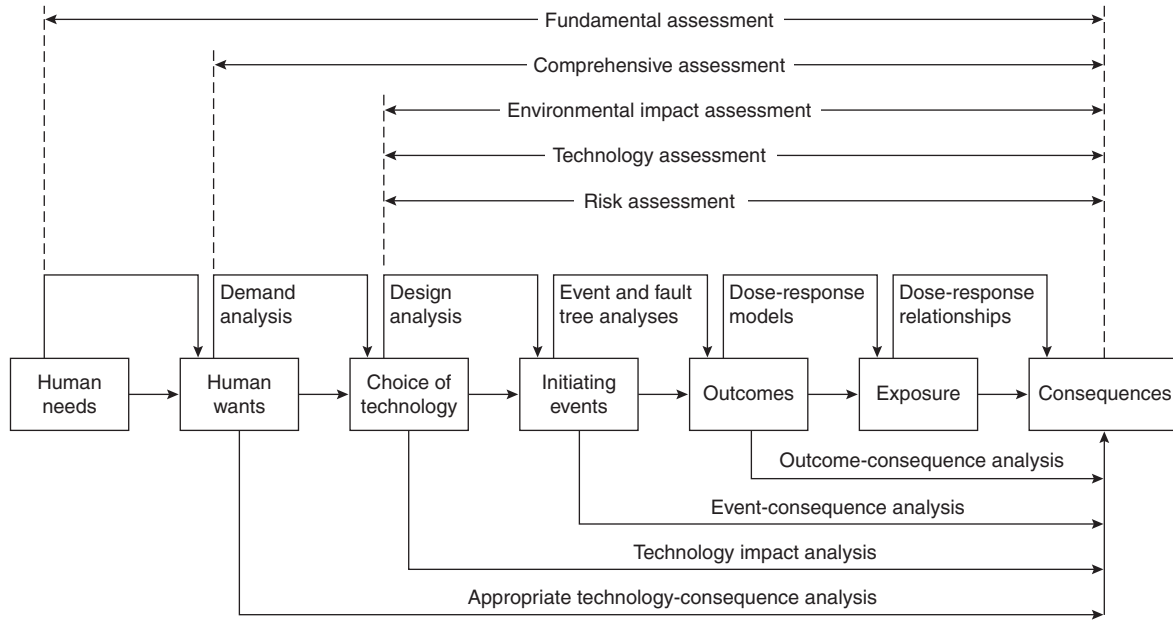 Fundamental assessment
Comprehensive assessment
Environmental impact assessment
Technology assessment
Risk assessment
Demand
analysis
Design
analysis
Event and fault
tree analyses
Dose-response
models
Dose-response
relationships
Human
needs
Human
wants
Choice of
technology
Initiating
events
Outcomes
Exposure
Consequences
Outcome-consequence analysis
Event-consequence analysis
Technology impact analysis
Appropriate technology-consequence analysis